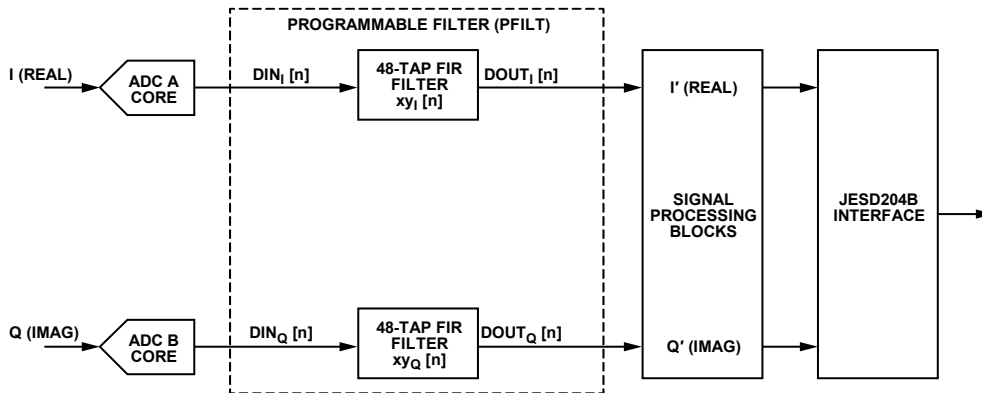 PROGRAMMABLE FILTER (PFILT)
I (REAL)
ADC A
CORE
DINI [n]
48-TAP FIR
FILTER
xyI [n]
DOUTI [n]
I′ (REAL)
SIGNAL
PROCESSING
BLOCKS
JESD204B
INTERFACE
Q (IMAG)
ADC B
CORE
DINQ [n]
48-TAP FIR
FILTER
xyQ [n]
DOUTQ [n]
Q′ (IMAG)